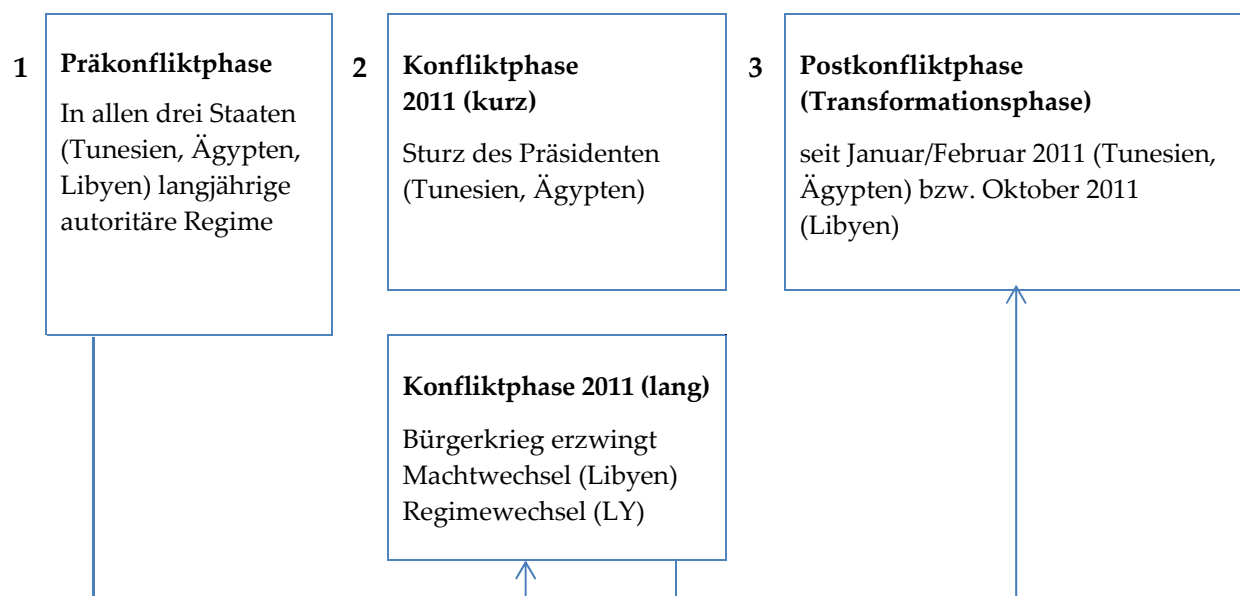 1
Präkonfliktphase
In allen drei Staaten
(Tunesien, Ägypten,
Libyen) langjährige
autoritäre Regime
2
Konfliktphase
2011 (kurz)
Sturz des Präsidenten
(Tunesien, Ägypten)
Konfliktphase 2011 (lang)
Bürgerkrieg erzwingt
Machtwechsel (Libyen)
Regimewechsel (LY)
3
Postkonfliktphase
(Transformationsphase)
seit Januar/Februar 2011 (Tunesien,
Ägypten) bzw. Oktober 2011
(Libyen)